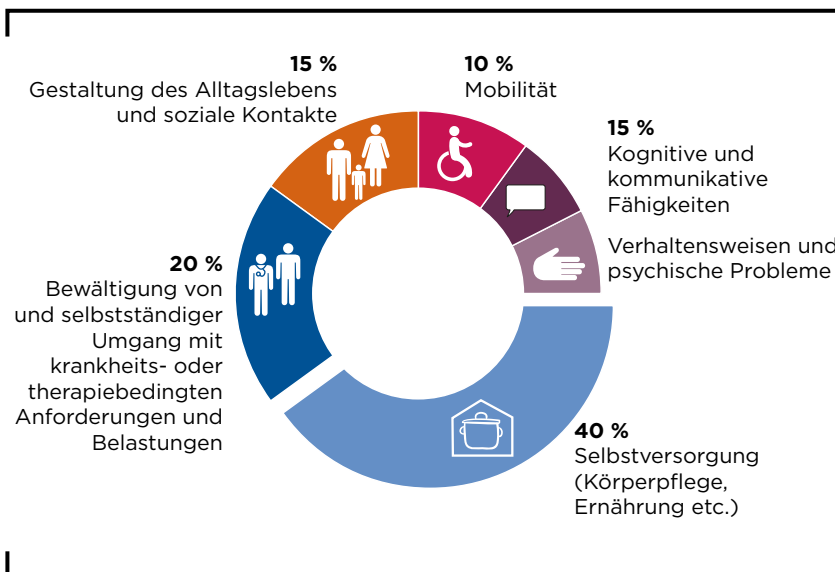 15 %
Gestaltung des Alltagslebens
und soziale Kontakte
10 %
Mobilität
15 %
Kognitive und
kommunikative
Fähigkeiten
Verhaltensweisen und
psychische Probleme
20 %
Bewältigung von
und selbstständiger
Umgang mit
krankheits- oder
therapiebedingten
Anforderungen und
Belastungen
40 %
Selbstversorgung
(Körperpflege,
Ernährung etc.)